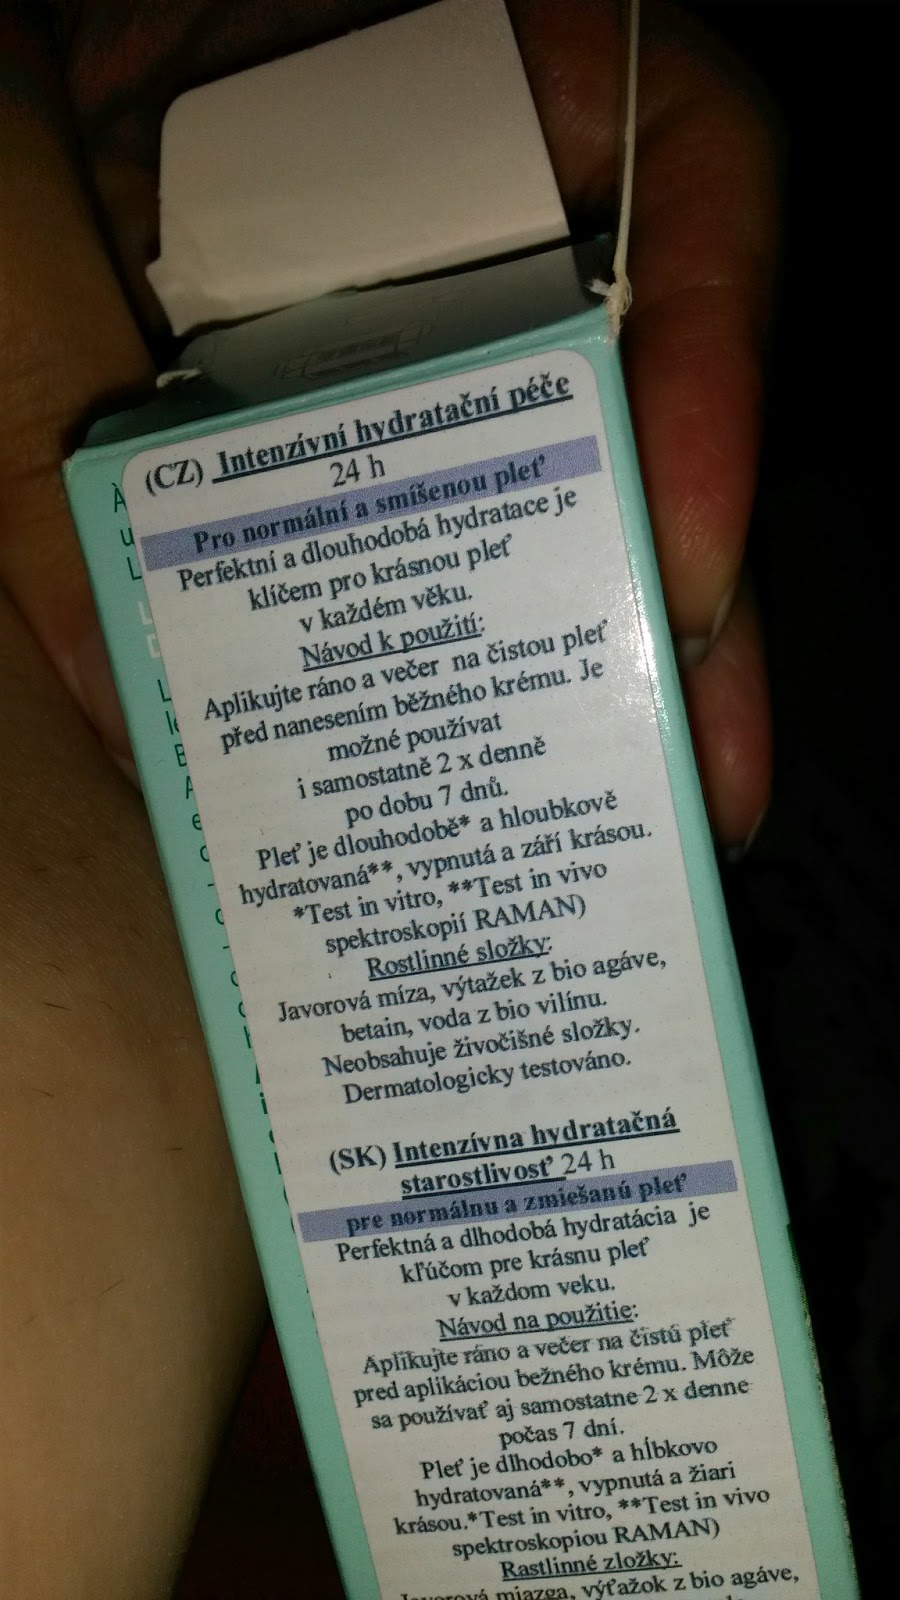 (CZ) Intenzívní hydratační péče
24 h
Pro normální a smíšenou pleť
Perfektní a dlouhodobá hydratace je
klíčem pro krásnou pleť
v každém věku.
Návod k použití:
Aplikujte ráno a večer na čistou pleť
před nanesením běžného krému. Je
možné používat
i samostatně 2 x denně
po dobu 7 dnů.
Pleť je dlouhodobě* a hloubkově
hydratovaná**, vypnutá a září krásou.
*Test in vitro, **Test in vivo
spektroskopií RAMAN)
Rostlinné složky:
Javorová míza, výtažek z bio agáve,
betain, voda z bio vilínu.
Neobsahuje živočišné složky.
Dermatologicky testováno.
(SK) Intenzívna hydratačná
starostlivosť 24 h
pre normálnu a zmiešanú pleť
Perfektná a dlhodobá hydratácia je
kľúčom pre krásnu pleť
v každom veku.
Návod na použitie:
Aplikujte ráno a večer na čistú pleť
pred aplikáciou bežného krému. Môže
sa používať aj samostatne 2 x denne
počas 7 dní.
Pleť je dlhodobo* a hĺbkovo
hydratovaná**, vypnutá a žiari
krásou.*Test in vitro, **Test in vivo
spektroskopiou RAMAN)
Rastlinné zložky:
Javorová miazga, výťažok z bio agáve,